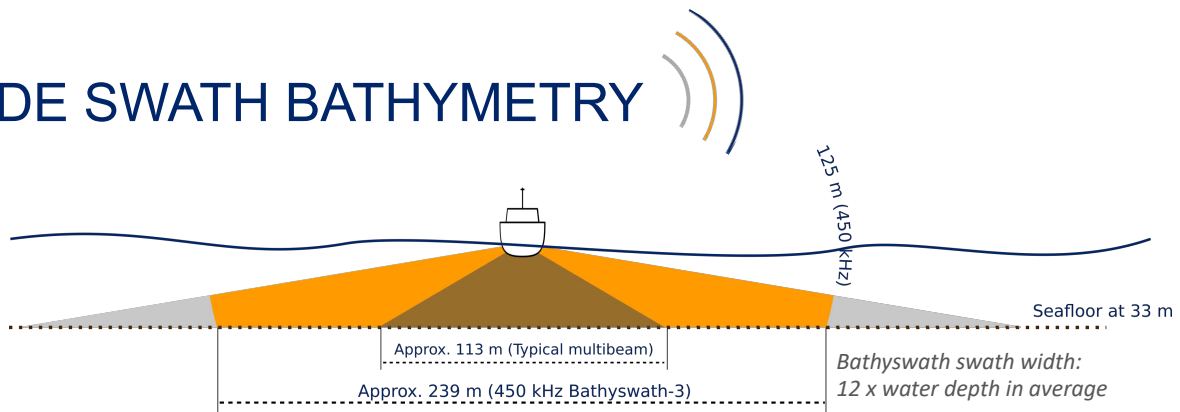 DE SWATH BATHYMETRY
125 m (450 kHz)
Seafloor at 33 m
Approx. 113 m (Typical multibeam)
Bathyswath swath width:
12 x water depth in average
Approx. 239 m (450 kHz Bathyswath-3)